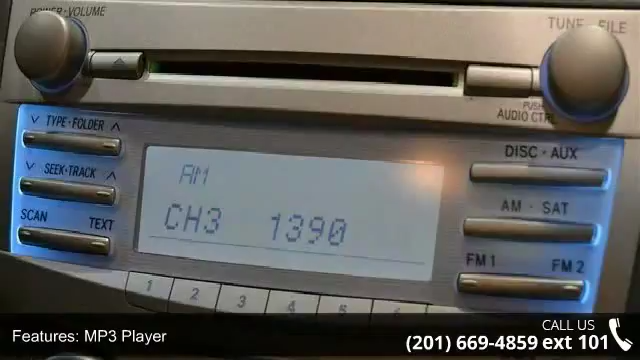 POWER•VOLUME
TUNE•FILE
PUSH
AUDIO CTRL
∨ TYPE•FOLDER ∧
∨ SEEK•TRACK ∧
SCAN TEXT
AM
CH3 1390
DISC•AUX
AM•SAT
FM1 FM2
1 2 3 4 5
Features: MP3 Player
CALL US
(201) 669-4859 ext 101